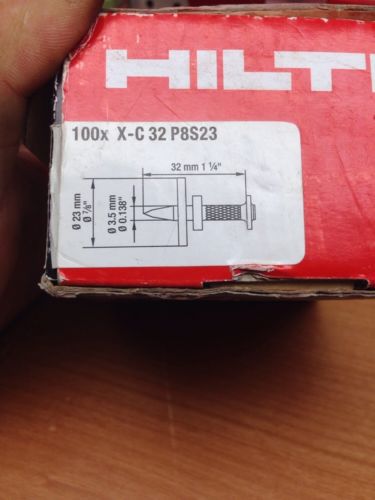 HILTI
100x X-C 32 P8S23
32 mm 1 ¼"
Ø 23 mm
Ø ⅞"
Ø 3.5 mm
Ø 0.138"